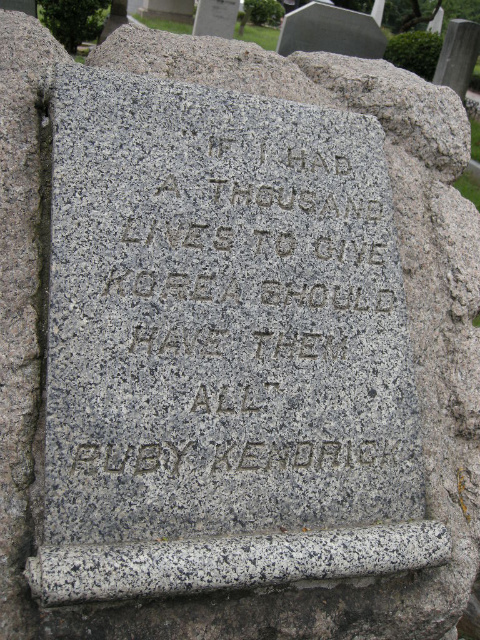 IF I HAD
A THOUSAND
LIVES TO GIVE
KOREA SHOULD
HAVE THEM
ALL"
RUBY KENDRICK